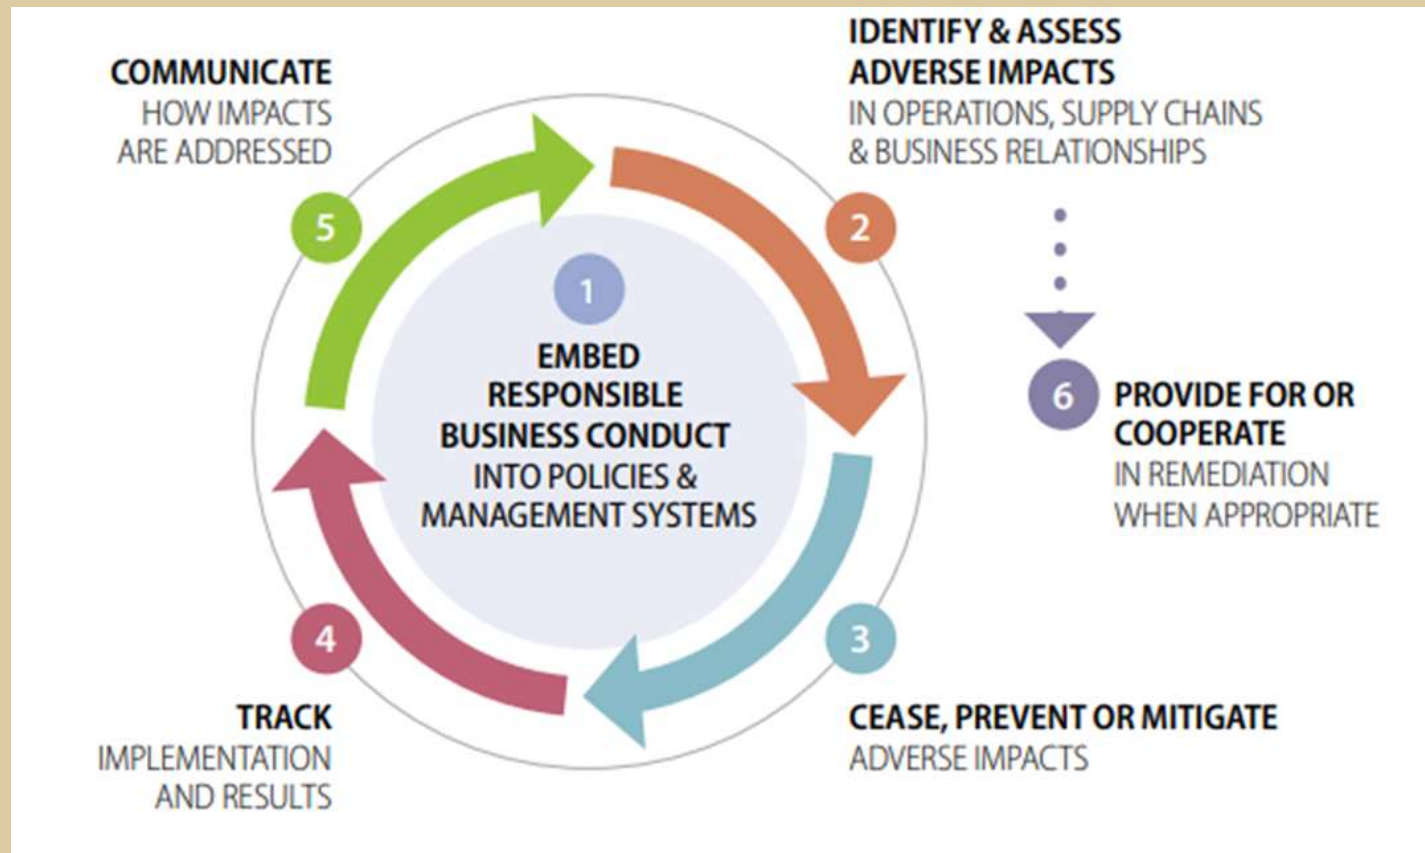 COMMUNICATE
HOW IMPACTS
ARE ADDRESSED
5
IDENTIFY & ASSESS
ADVERSE IMPACTS
IN OPERATIONS, SUPPLY CHAINS
& BUSINESS RELATIONSHIPS
2
1
EMBED
RESPONSIBLE
BUSINESS CONDUCT
INTO POLICIES &
MANAGEMENT SYSTEMS
6
PROVIDE FOR OR
COOPERATE
IN REMEDIATION
WHEN APPROPRIATE
4
TRACK
IMPLEMENTATION
AND RESULTS
3
CEASE, PREVENT OR MITIGATE
ADVERSE IMPACTS